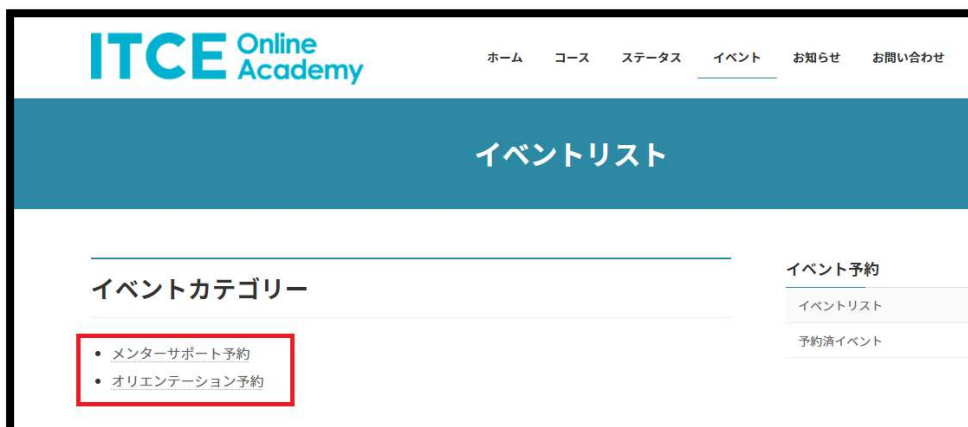 ITCE Online Academy
ホーム コース ステータス イベント お知らせ お問い合わせ
イベントリスト
イベントカテゴリー
• メンターサポート予約
• オリエンテーション予約
イベント予約
イベントリスト
予約済イベント